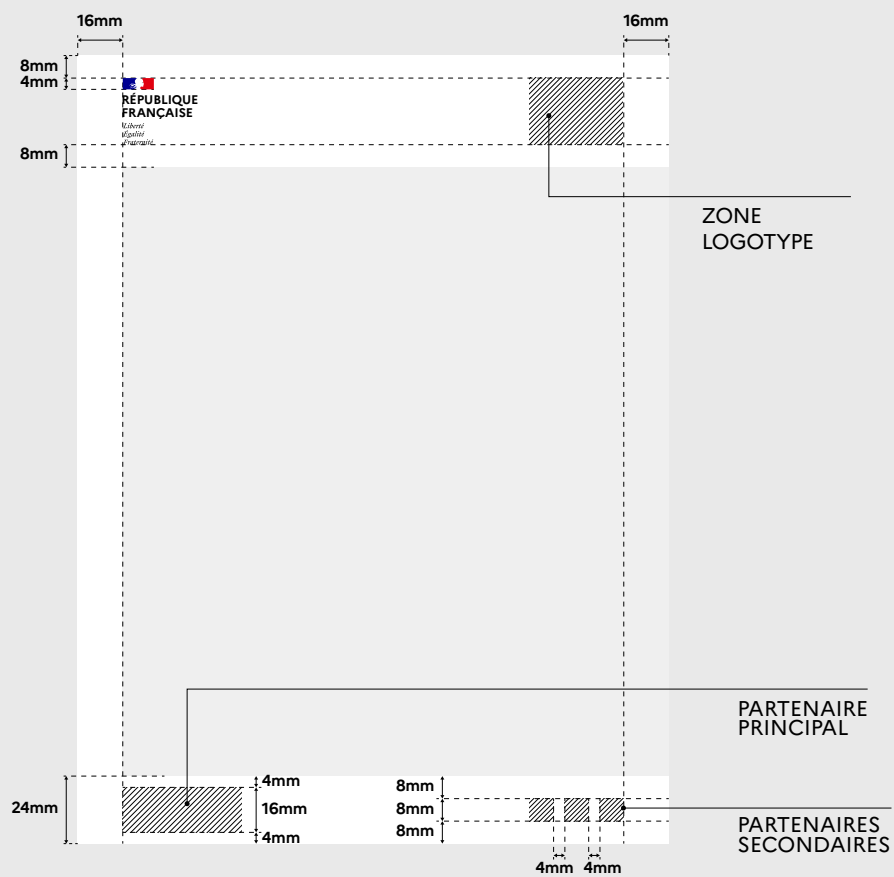 16mm
16mm
8mm
4mm
RÉPUBLIQUE
FRANÇAISE
Liberté
Égalité
Fraternité
8mm
ZONE
LOGOTYPE
PARTENAIRE
PRINCIPAL
4mm
8mm
24mm
16mm
8mm
4mm
8mm
PARTENAIRES
SECONDAIRES
4mm
4mm